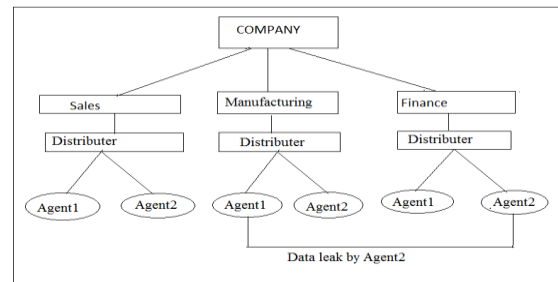 COMPANY
Sales
Manufacturing
Finance
Distributer
Distributer
Distributer
Agent1
Agent2
Agent1
Agent2
Agent1
Agent2
Data leak by Agent2